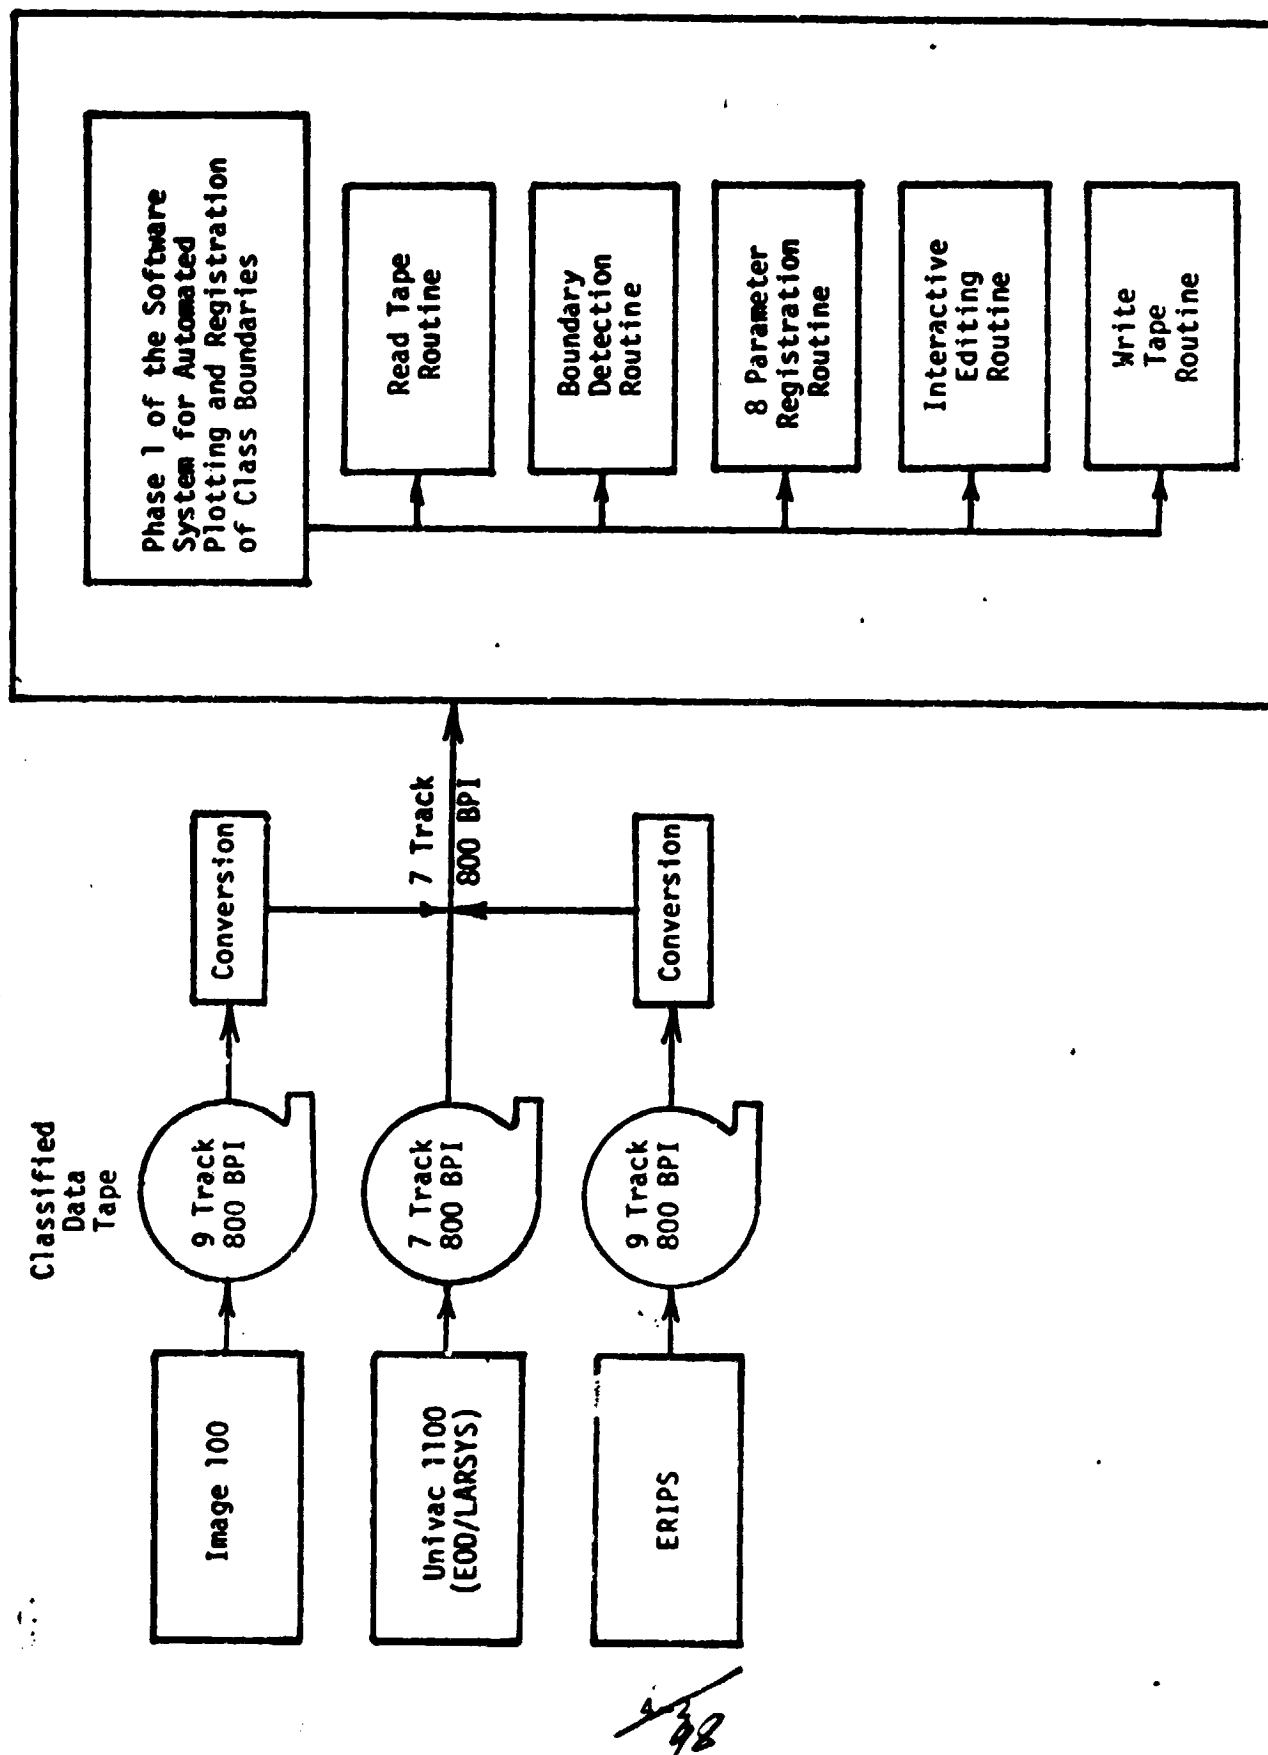 Classified
Data
Tape
Image 100
9 Track
800 BPI
Conversion
Univac 1100
(EOD/LARSYS)
7 Track
800 BPI
7 Track
800 BPI
ERIPS
9 Track
800 BPI
Conversion
Phase 1 of the Software
System for Automated
Plotting and Registration
of Class Boundaries
Read Tape
Routine
Boundary
Detection
Routine
8 Parameter
Registration
Routine
Interactive
Editing
Routine
Write
Tape
Routine